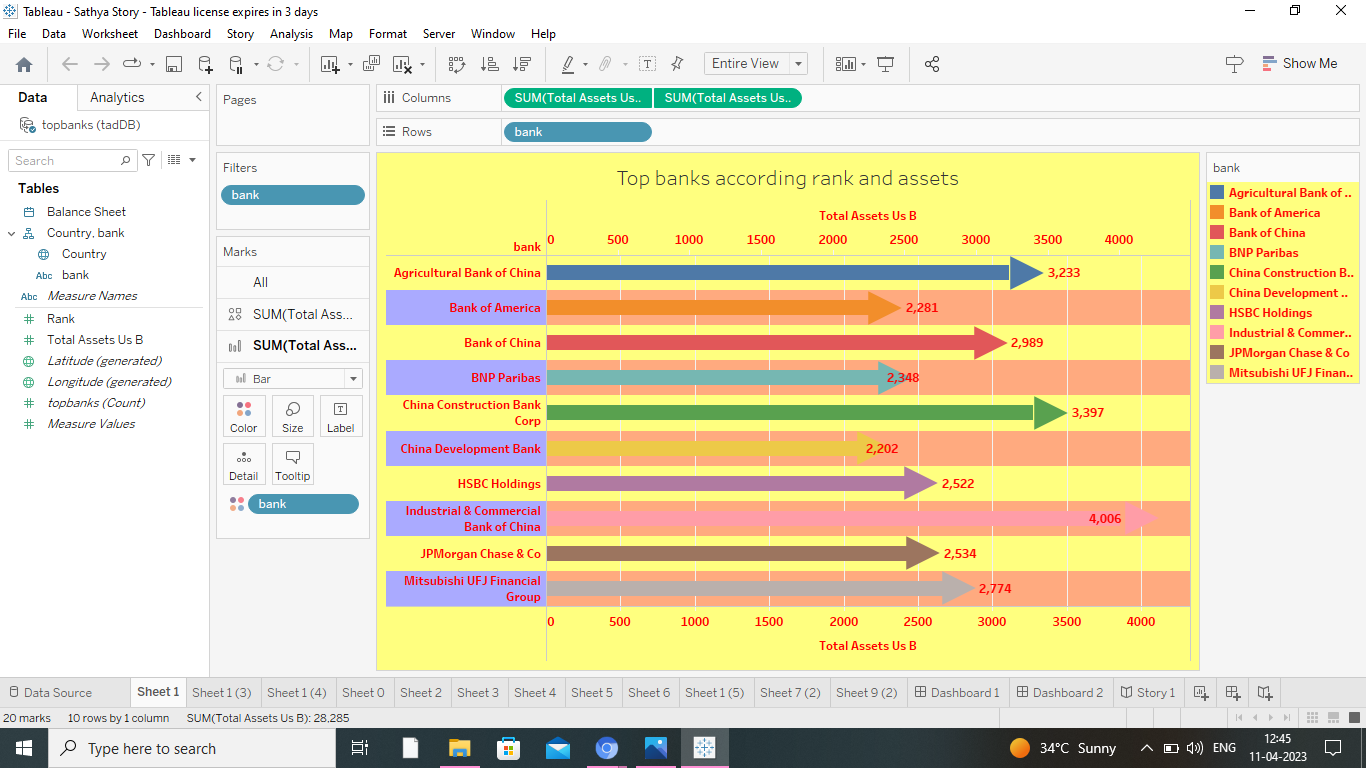 Tableau - Sathya Story - Tableau license expires in 3 days
File Data Worksheet Dashboard Story Analysis Map Format Server Window Help
Entire View
Show Me
Data Analytics
topbanks (tadDB)
Search
Tables
Balance Sheet
Country, bank
Country
Abc bank
Abc Measure Names
Rank
Total Assets Us B
Latitude (generated)
Longitude (generated)
topbanks (Count)
Measure Values
Pages
Filters
bank
Marks
All
SUM(Total Ass...
SUM(Total Ass...
Bar
Color Size Label
Detail Tooltip
bank
Columns SUM(Total Assets Us.. SUM(Total Assets Us..
Rows bank
Top banks according rank and assets
Total Assets Us B
bank 0 500 1000 1500 2000 2500 3000 3500 4000
Agricultural Bank of China 3,233
Bank of America 2,281
Bank of China 2,989
BNP Paribas 2,348
China Construction Bank
Corp 3,397
China Development Bank 2,202
HSBC Holdings 2,522
Industrial & Commercial
Bank of China 4,006
JPMorgan Chase & Co 2,534
Mitsubishi UFJ Financial
Group 2,774
0 500 1000 1500 2000 2500 3000 3500 4000
Total Assets Us B
bank
Agricultural Bank of ..
Bank of America
Bank of China
BNP Paribas
China Construction B..
China Development ..
HSBC Holdings
Industrial & Commer..
JPMorgan Chase & Co
Mitsubishi UFJ Finan..
Data Source Sheet 1 Sheet 1 (3) Sheet 1 (4) Sheet 0 Sheet 2 Sheet 3 Sheet 4 Sheet 5 Sheet 6 Sheet 1 (5) Sheet 7 (2) Sheet 9 (2) Dashboard 1 Dashboard 2 Story 1
20 marks 10 rows by 1 column SUM(Total Assets Us B): 28,285
Type here to search
34°C Sunny
ENG
12:45
11-04-2023